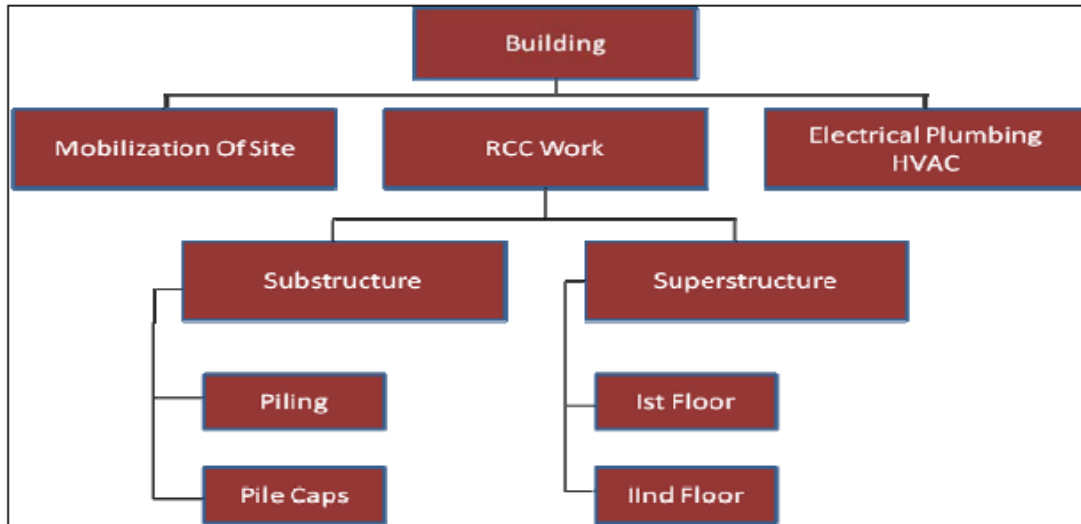 Building
Mobilization Of Site
RCC Work
Electrical Plumbing
HVAC
Substructure
Superstructure
Piling
Ist Floor
Pile Caps
IInd Floor